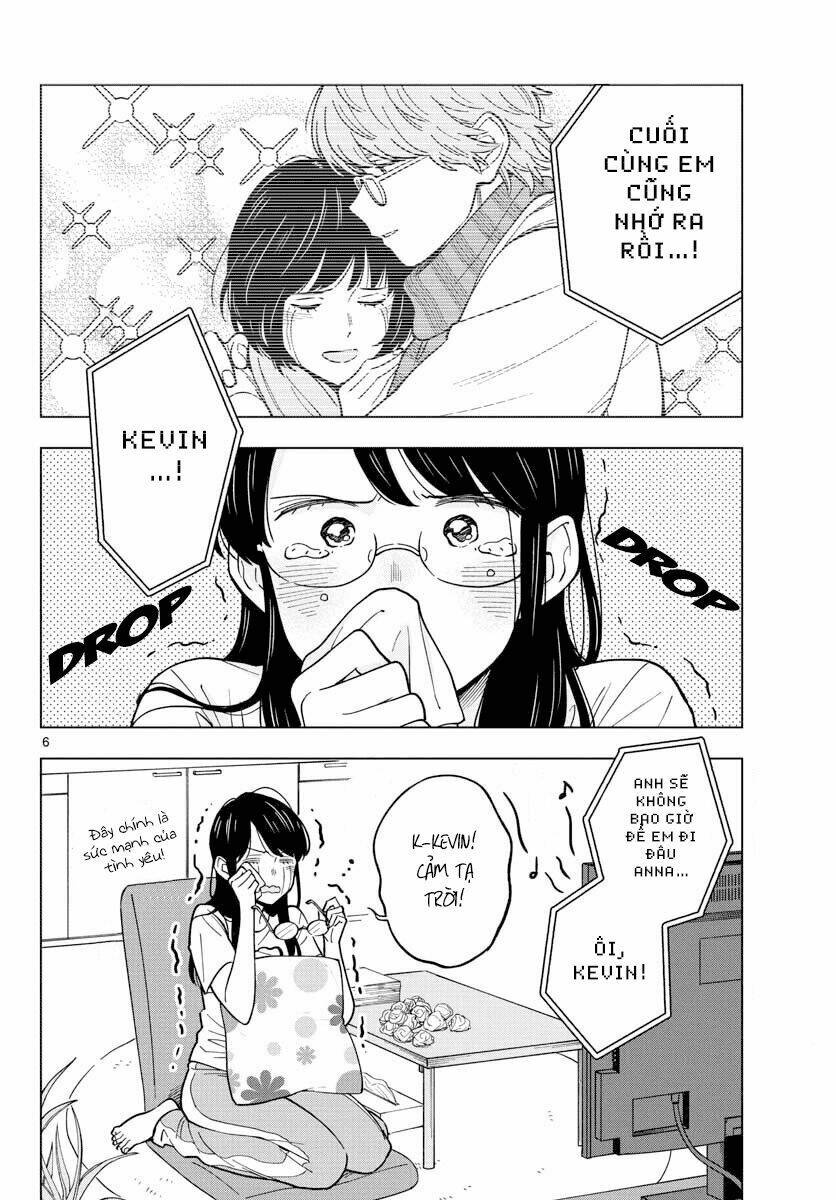 CUỐI
CÙNG EM
CŨNG
NHỚ RA
RỒI...!
KEVIN
...!
DROP
DROP
6
ANH SẼ
KHÔNG
BAO GIỜ
ĐỂ EM ĐI
ĐÂU
ANNA...
ÔI,
KEVIN!
K-KEVIN!
CẢM TẠ
TRỜI!
Đây chính là
sức mạnh của
tình yêu!